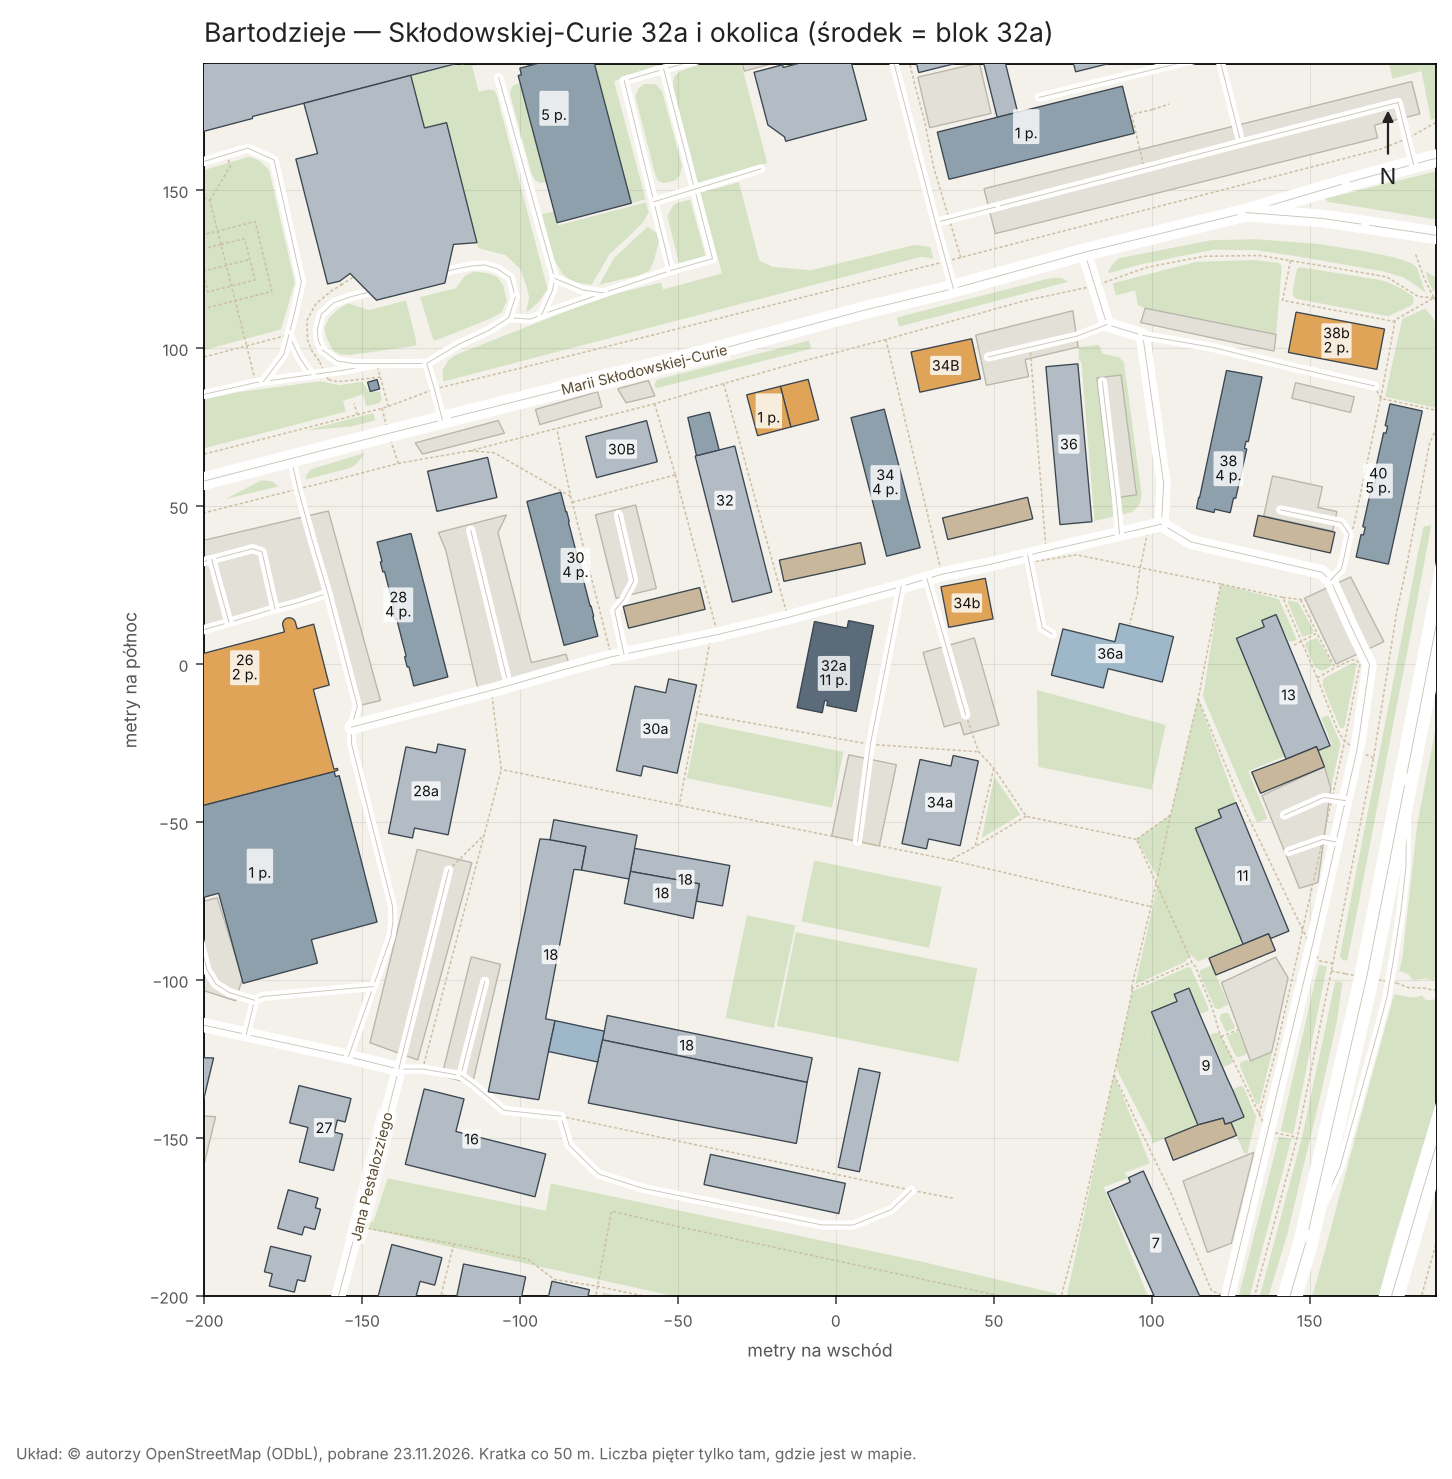 Bartodzieje — Skłodowskiej-Curie 32a i okolica (środek = blok 32a)
5 p.
1 p.
N
150
38b
2 p.
100
34B
Marii Skłodowskiej-Curie
1 p.
30B
36
38
4 p.
40
5 p.
34
4 p.
32
50
30
4 p.
28
4 p.
34b
26
2 p.
32a
11 p.
36a
0
13
metry na północ
30a
28a
34a
−50
1 p.
18
18
11
18
−100
18
9
27
16
−150
Jana Pestalozziego
7
−200
−200
−150
−100
−50
0
50
100
150
metry na wschód
Układ: © autorzy OpenStreetMap (ODbL), pobrane 23.11.2026. Kratka co 50 m. Liczba pięter tylko tam, gdzie jest w mapie.